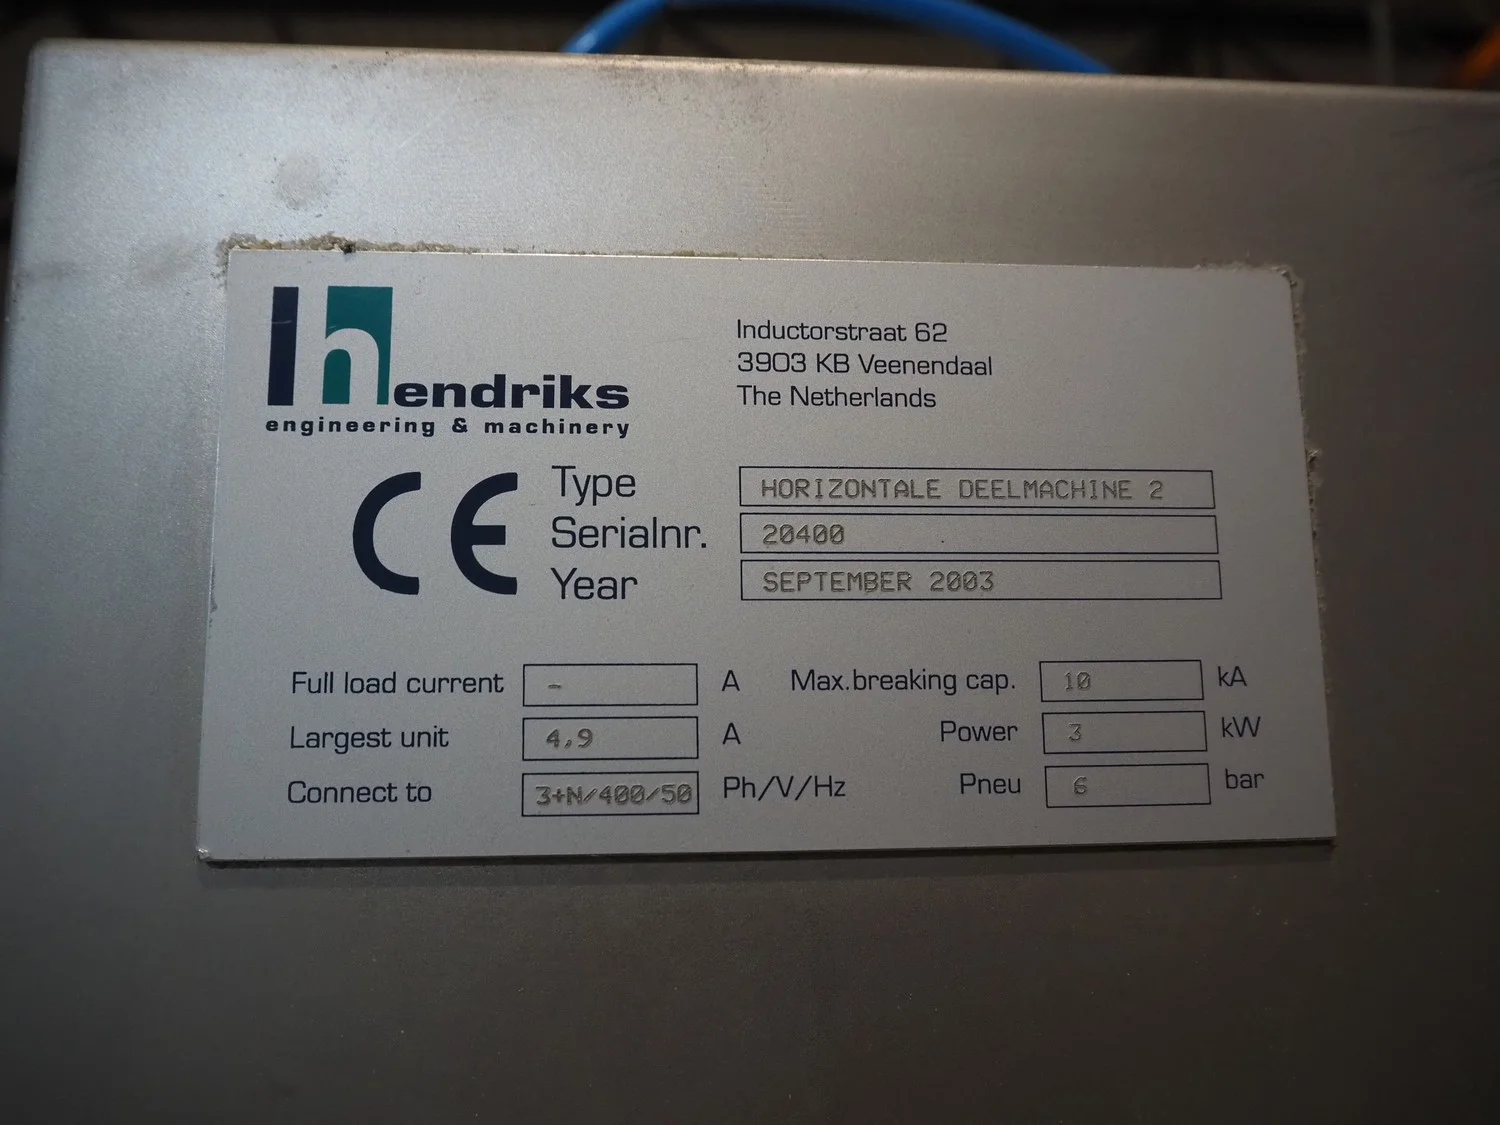 hendriks
engineering & machinery
Inductorstraat 62
3903 KB Veenendaal
The Netherlands
CE
Type HORIZONTALE DEELMACHINE 2
Serialnr. 20400
Year SEPTEMBER 2003
Full load current - A Max.breaking cap. 10 kA
Largest unit 4,9 A Power 3 kW
Connect to 3+N/400/50 Ph/V/Hz Pneu 6 bar